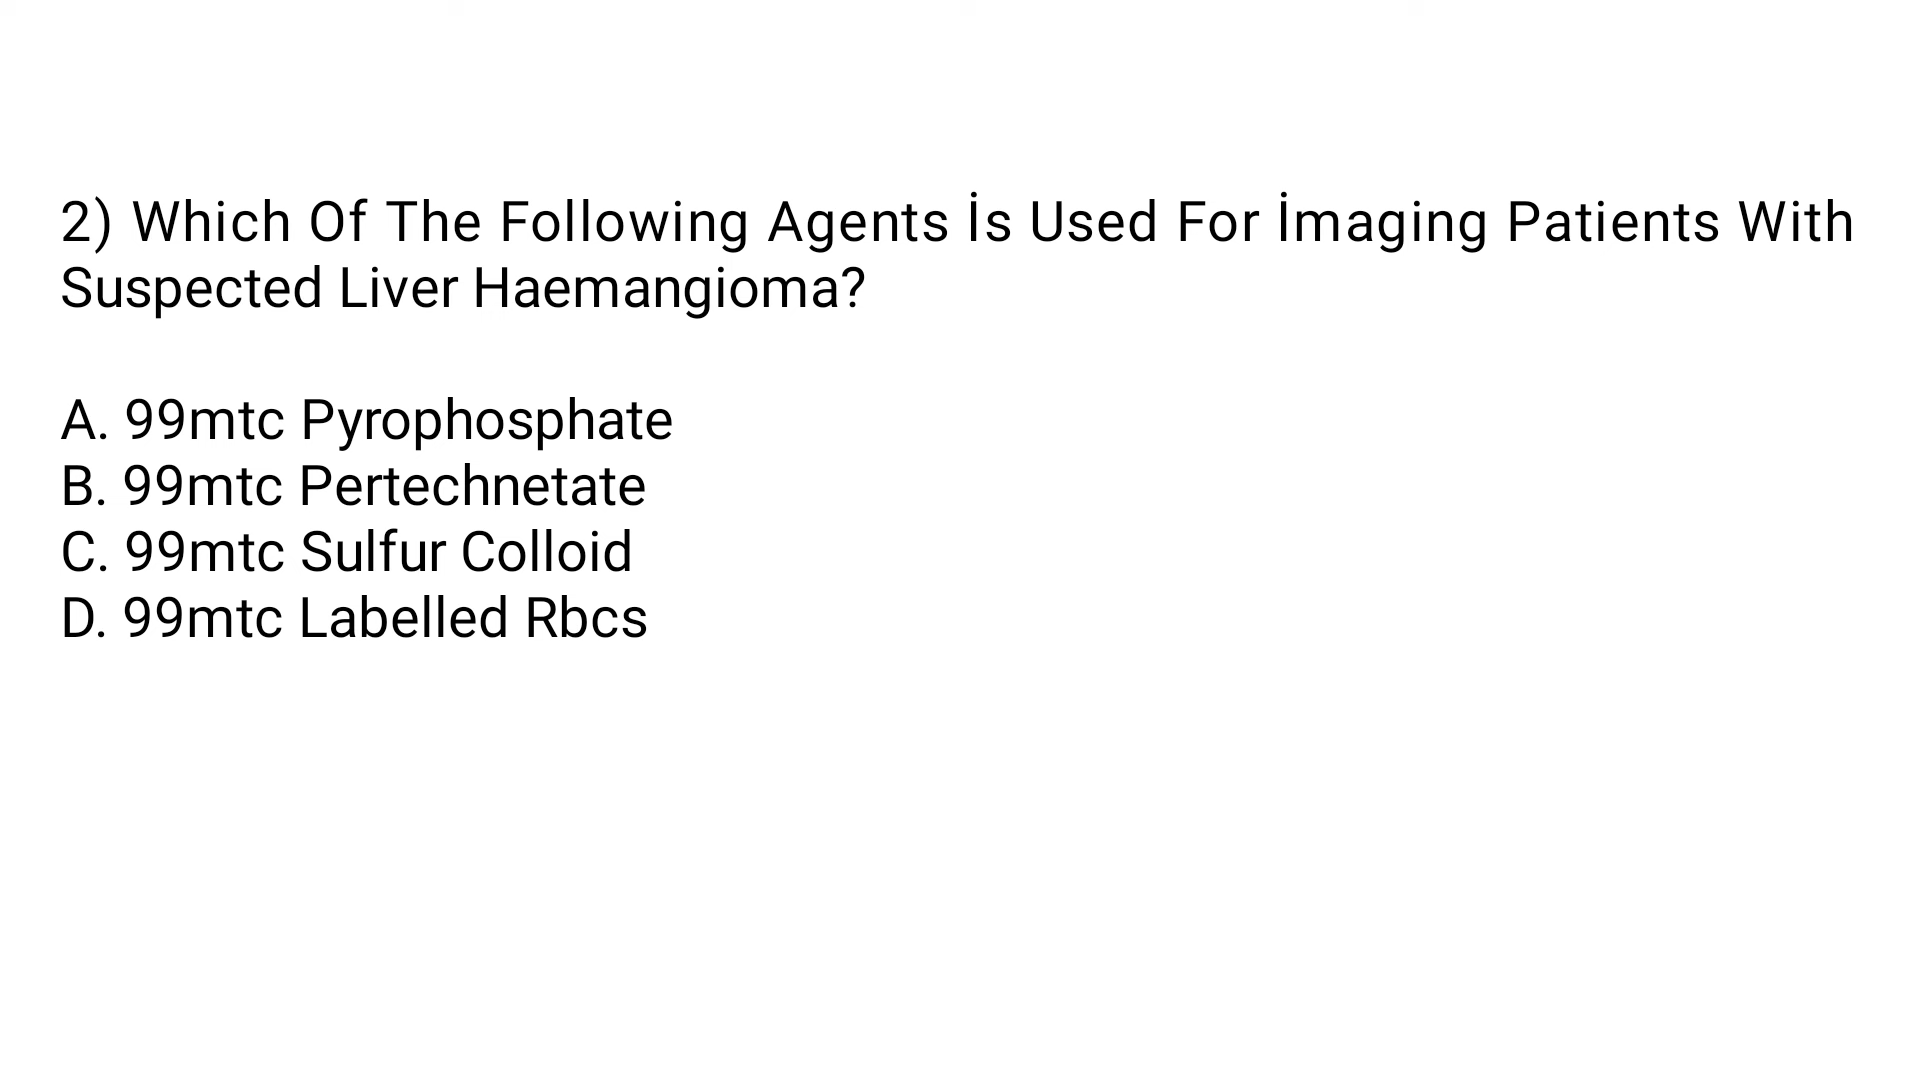 2) Which Of The Following Agents İs Used For İmaging Patients With
Suspected Liver Haemangioma?
A. 99mtc Pyrophosphate
B. 99mtc Pertechnetate
C. 99mtc Sulfur Colloid
D. 99mtc Labelled Rbcs